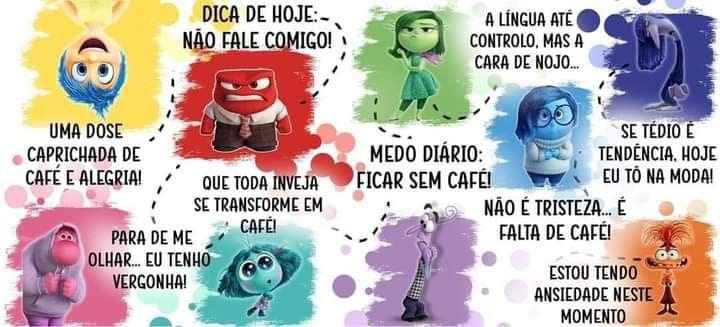 UMA DOSE
CAPRICHADA DE
CAFÉ E ALEGRIA!
DICA DE HOJE:
NÃO FALE COMIGO!
A LÍNGUA ATÉ
CONTROLO, MAS A
CARA DE NOJO...
SE TÉDIO É
TENDÊNCIA, HOJE
EU TÔ NA MODA!
MEDO DIÁRIO:
FICAR SEM CAFÉ!
QUE TODA INVEJA
SE TRANSFORME EM
CAFÉ!
NÃO É TRISTEZA... É
FALTA DE CAFÉ!
PARA DE ME
OLHAR... EU TENHO
VERGONHA!
ESTOU TENDO
ANSIEDADE NESTE
MOMENTO